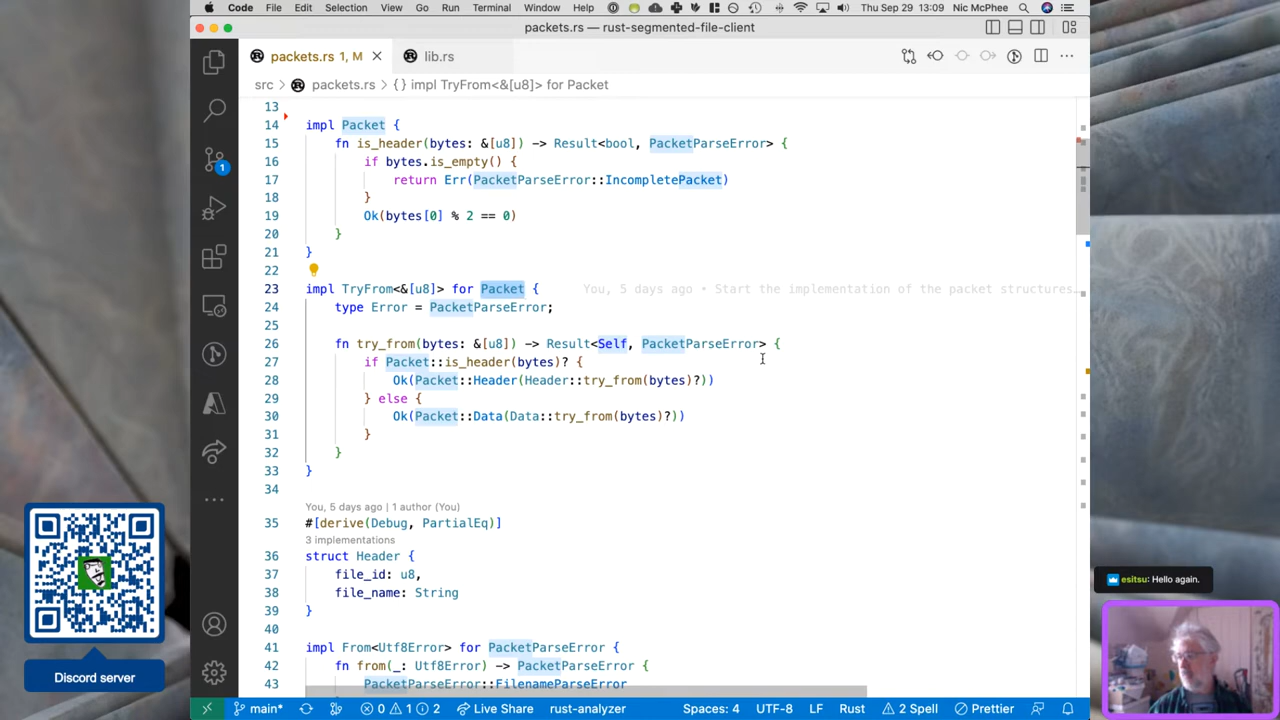 Code File Edit Selection View Go Run Terminal Window Help Thu Sep 29 13:09 Nic McPhee
packets.rs — rust-segmented-file-client
packets.rs 1, M
lib.rs
src > packets.rs > { } impl TryFrom<&[u8]> for Packet
13
14 impl Packet {
15 fn is_header(bytes: &[u8]) -> Result<bool, PacketParseError> {
16 if bytes.is_empty() {
17 return Err(PacketParseError::IncompletePacket)
18 }
19 Ok(bytes[0] % 2 == 0)
20 }
21 }
22
23 impl TryFrom<&[u8]> for Packet { You, 5 days ago • Start the implementation of the packet structures…
24 type Error = PacketParseError;
25
26 fn try_from(bytes: &[u8]) -> Result<Self, PacketParseError> {
27 if Packet::is_header(bytes)? {
28 Ok(Packet::Header(Header::try_from(bytes)?))
29 } else {
30 Ok(Packet::Data(Data::try_from(bytes)?))
31 }
32 }
33 }
34
You, 5 days ago | 1 author (You)
35 #[derive(Debug, PartialEq)]
3 implementations
36 struct Header {
37 file_id: u8,
38 file_name: String
39 }
40
41 impl From<Utf8Error> for PacketParseError {
42 fn from(_: Utf8Error) -> PacketParseError {
43 PacketParseError::FilenameParseError
1
main* 0 1 2 Live Share rust-analyzer Spaces: 4 UTF-8 LF Rust 2 Spell Prettier
Discord server
esitsu: Hello again.